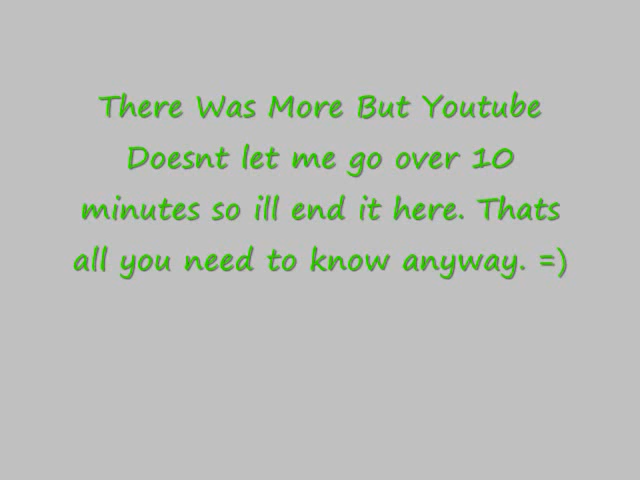 There Was More But Youtube
Doesnt let me go over 10
minutes so ill end it here. Thats
all you need to know anyway. =)